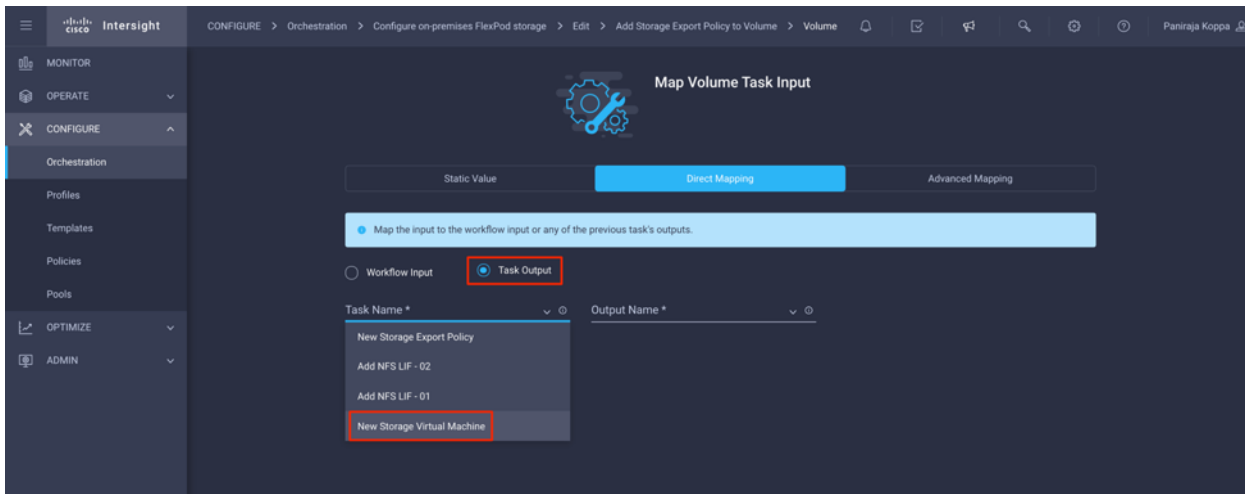 cisco Intersight
CONFIGURE > Orchestration > Configure on-premises FlexPod storage > Edit > Add Storage Export Policy to Volume > Volume
Paniraja Koppa
MONITOR
OPERATE
CONFIGURE
Orchestration
Profiles
Templates
Policies
Pools
OPTIMIZE
ADMIN
Map Volume Task Input
Static Value
Direct Mapping
Advanced Mapping
Map the input to the workflow input or any of the previous task's outputs.
Workflow Input
Task Output
Task Name *
Output Name *
New Storage Export Policy
Add NFS LIF - 02
Add NFS LIF - 01
New Storage Virtual Machine